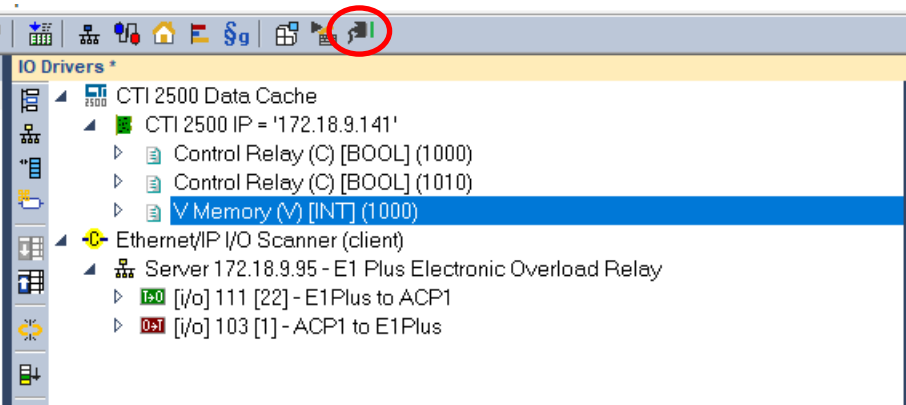 §g
IO Drivers *
CTI 2500 CTI 2500 Data Cache
CTI 2500 IP = '172.18.9.141'
Control Relay (C) [BOOL] (1000)
Control Relay (C) [BOOL] (1010)
V Memory (V) [INT] (1000)
-C- Ethernet/IP I/O Scanner (client)
Server 172.18.9.95 - E1 Plus Electronic Overload Relay
T→O [i/o] 111 [22] - E1Plus to ACP1
O→T [i/o] 103 [1] - ACP1 to E1Plus